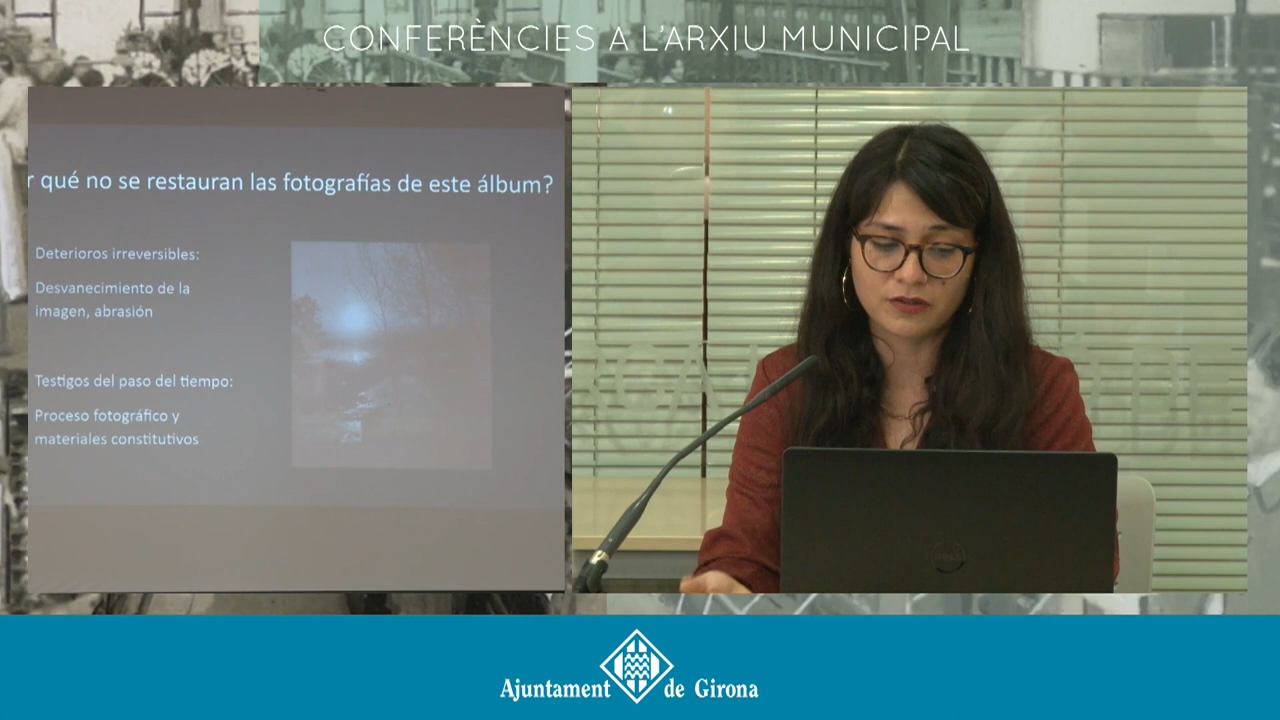 CONFERÈNCIES A L'ARXIU MUNICIPAL
r qué no se restauran las fotografías de este álbum?
Deterioros irreversibles:
Desvanecimiento de la
imagen, abrasión
Testigos del paso del tiempo:
Proceso fotográfico y
materiales constitutivos
DELL
Ajuntament de Girona